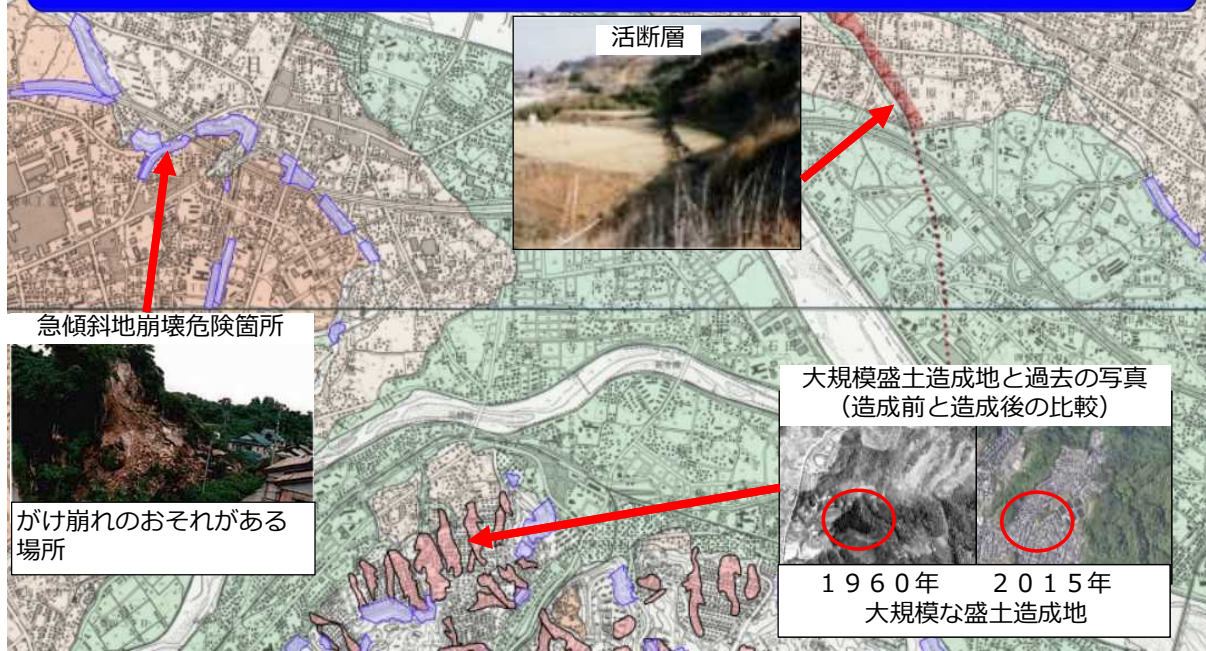 活断層
急傾斜地崩壊危険箇所
がけ崩れのおそれがある
場所
大規模盛土造成地と過去の写真
(造成前と造成後の比較)
１９６０年
２０１５年
大規模な盛土造成地